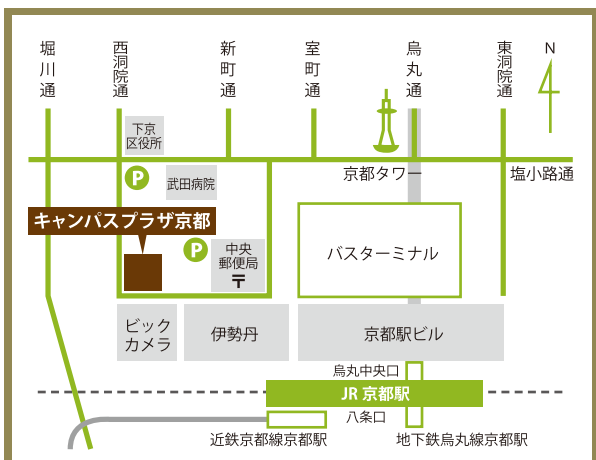 堀川通
西洞院通
新町通
室町通
烏丸通
東洞院通
N
下京
区役所
京都タワー
塩小路通
P
武田病院
キャンパスプラザ京都
P
中央
郵便局
〒
バスターミナル
ビック
カメラ
伊勢丹
京都駅ビル
烏丸中央口
JR 京都駅
八条口
近鉄京都線京都駅
地下鉄烏丸線京都駅